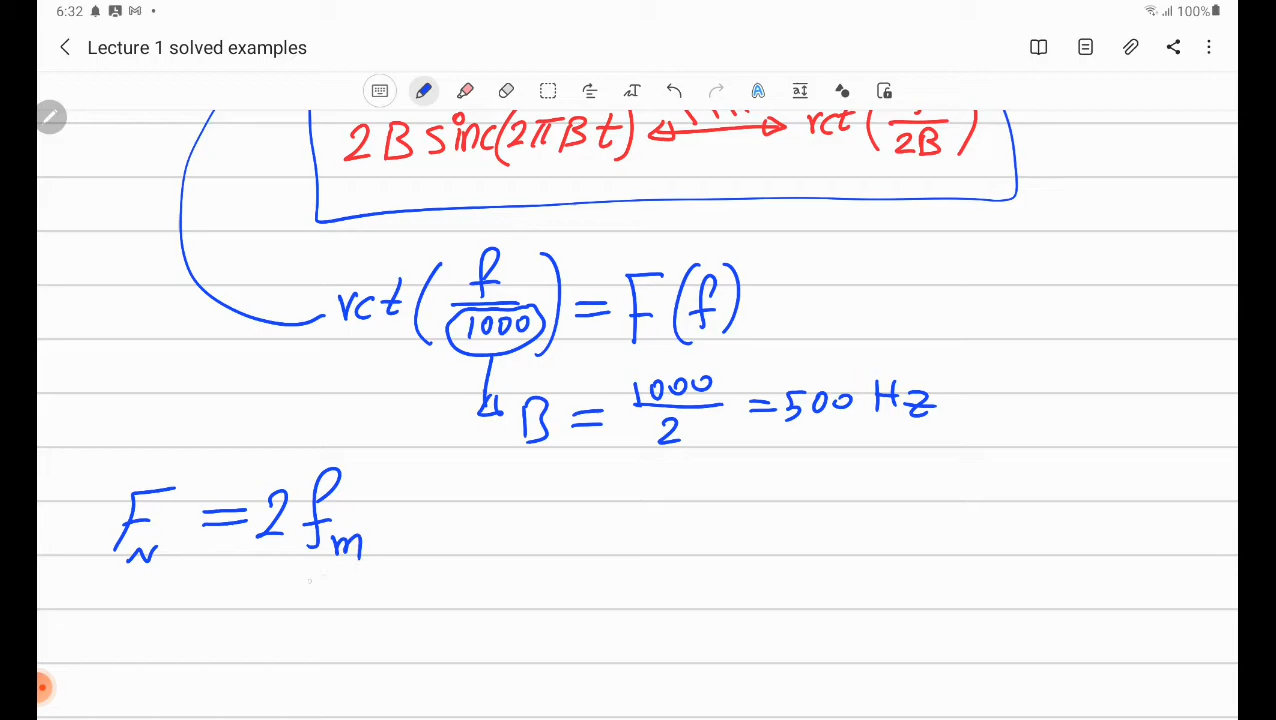 6:32
100%
Lecture 1 solved examples
2B sinc(2πBt) ↔ rct( /2B)
rct(f/1000) = F(f)
B = 1000/2 = 500 Hz
F_N = 2 f_m